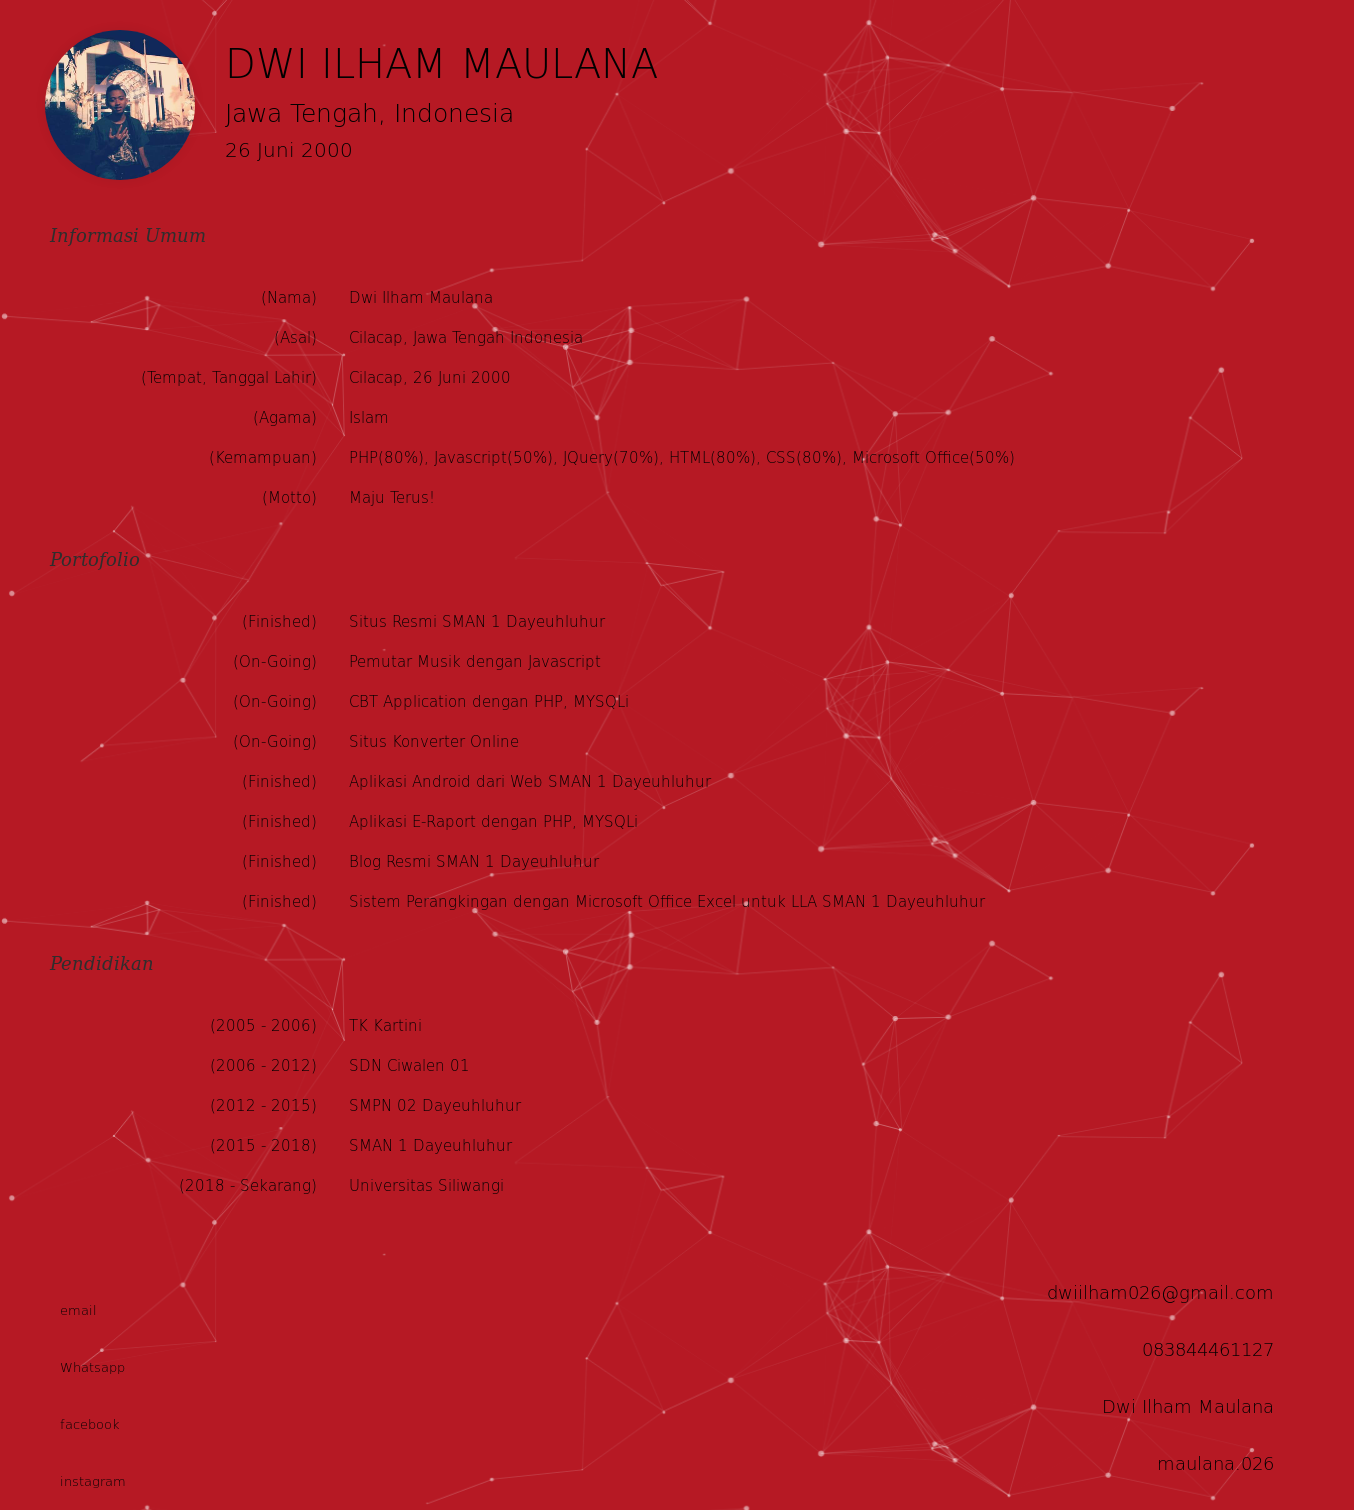 DWI ILHAM MAULANA
Jawa Tengah, Indonesia
26 Juni 2000
Informasi Umum
(Nama) Dwi Ilham Maulana
(Asal) Cilacap, Jawa Tengah Indonesia
(Tempat, Tanggal Lahir) Cilacap, 26 Juni 2000
(Agama) Islam
(Kemampuan) PHP(80%), Javascript(50%), JQuery(70%), HTML(80%), CSS(80%), Microsoft Office(50%)
(Motto) Maju Terus!
Portofolio
(Finished) Situs Resmi SMAN 1 Dayeuhluhur
(On-Going) Pemutar Musik dengan Javascript
(On-Going) CBT Application dengan PHP, MYSQLi
(On-Going) Situs Konverter Online
(Finished) Aplikasi Android dari Web SMAN 1 Dayeuhluhur
(Finished) Aplikasi E-Raport dengan PHP, MYSQLi
(Finished) Blog Resmi SMAN 1 Dayeuhluhur
(Finished) Sistem Perangkingan dengan Microsoft Office Excel untuk LLA SMAN 1 Dayeuhluhur
Pendidikan
(2005 - 2006) TK Kartini
(2006 - 2012) SDN Ciwalen 01
(2012 - 2015) SMPN 02 Dayeuhluhur
(2015 - 2018) SMAN 1 Dayeuhluhur
(2018 - Sekarang) Universitas Siliwangi
email dwiilham026@gmail.com
Whatsapp 083844461127
facebook Dwi Ilham Maulana
instagram maulana.026